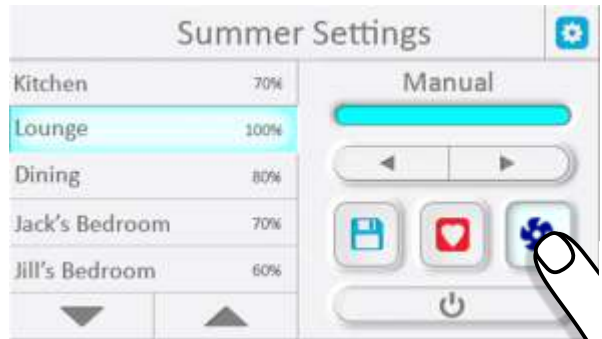 Summer Settings
Kitchen 70%
Manual
Lounge 100%
Dining 80%
Jack's Bedroom 70%
Jill's Bedroom 60%